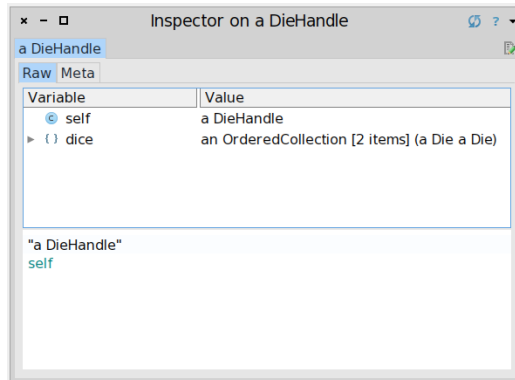 Inspector on a DieHandle ?
a DieHandle
Raw Meta
Variable Value
c self a DieHandle
{ } dice an OrderedCollection [2 items] (a Die a Die)
"a DieHandle"
self